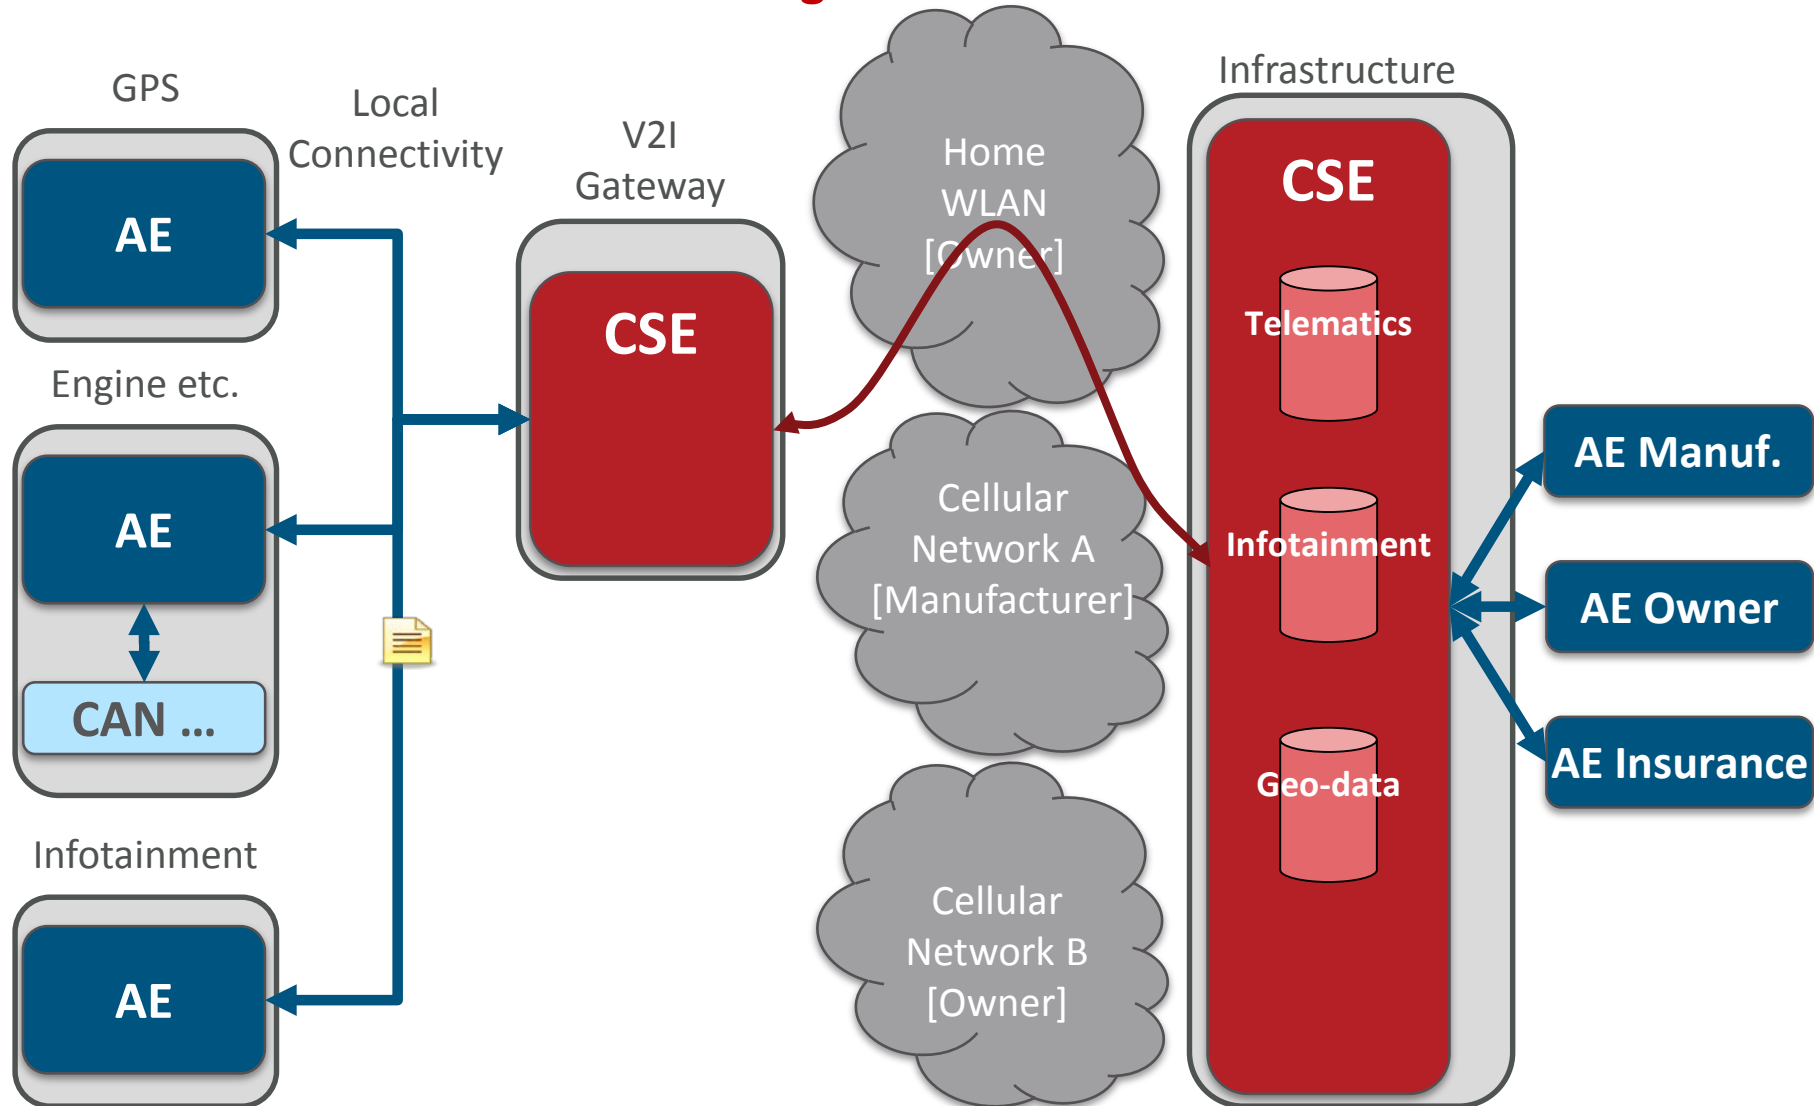 GPS
AE
Engine etc.
AE
CAN ...
Infotainment
AE
Local
Connectivity
V2I
Gateway
CSE
Home
WLAN
[Owner]
Cellular
Network A
[Manufacturer]
Cellular
Network B
[Owner]
Infrastructure
CSE
Telematics
Infotainment
Geo-data
AE Manuf.
AE Owner
AE Insurance